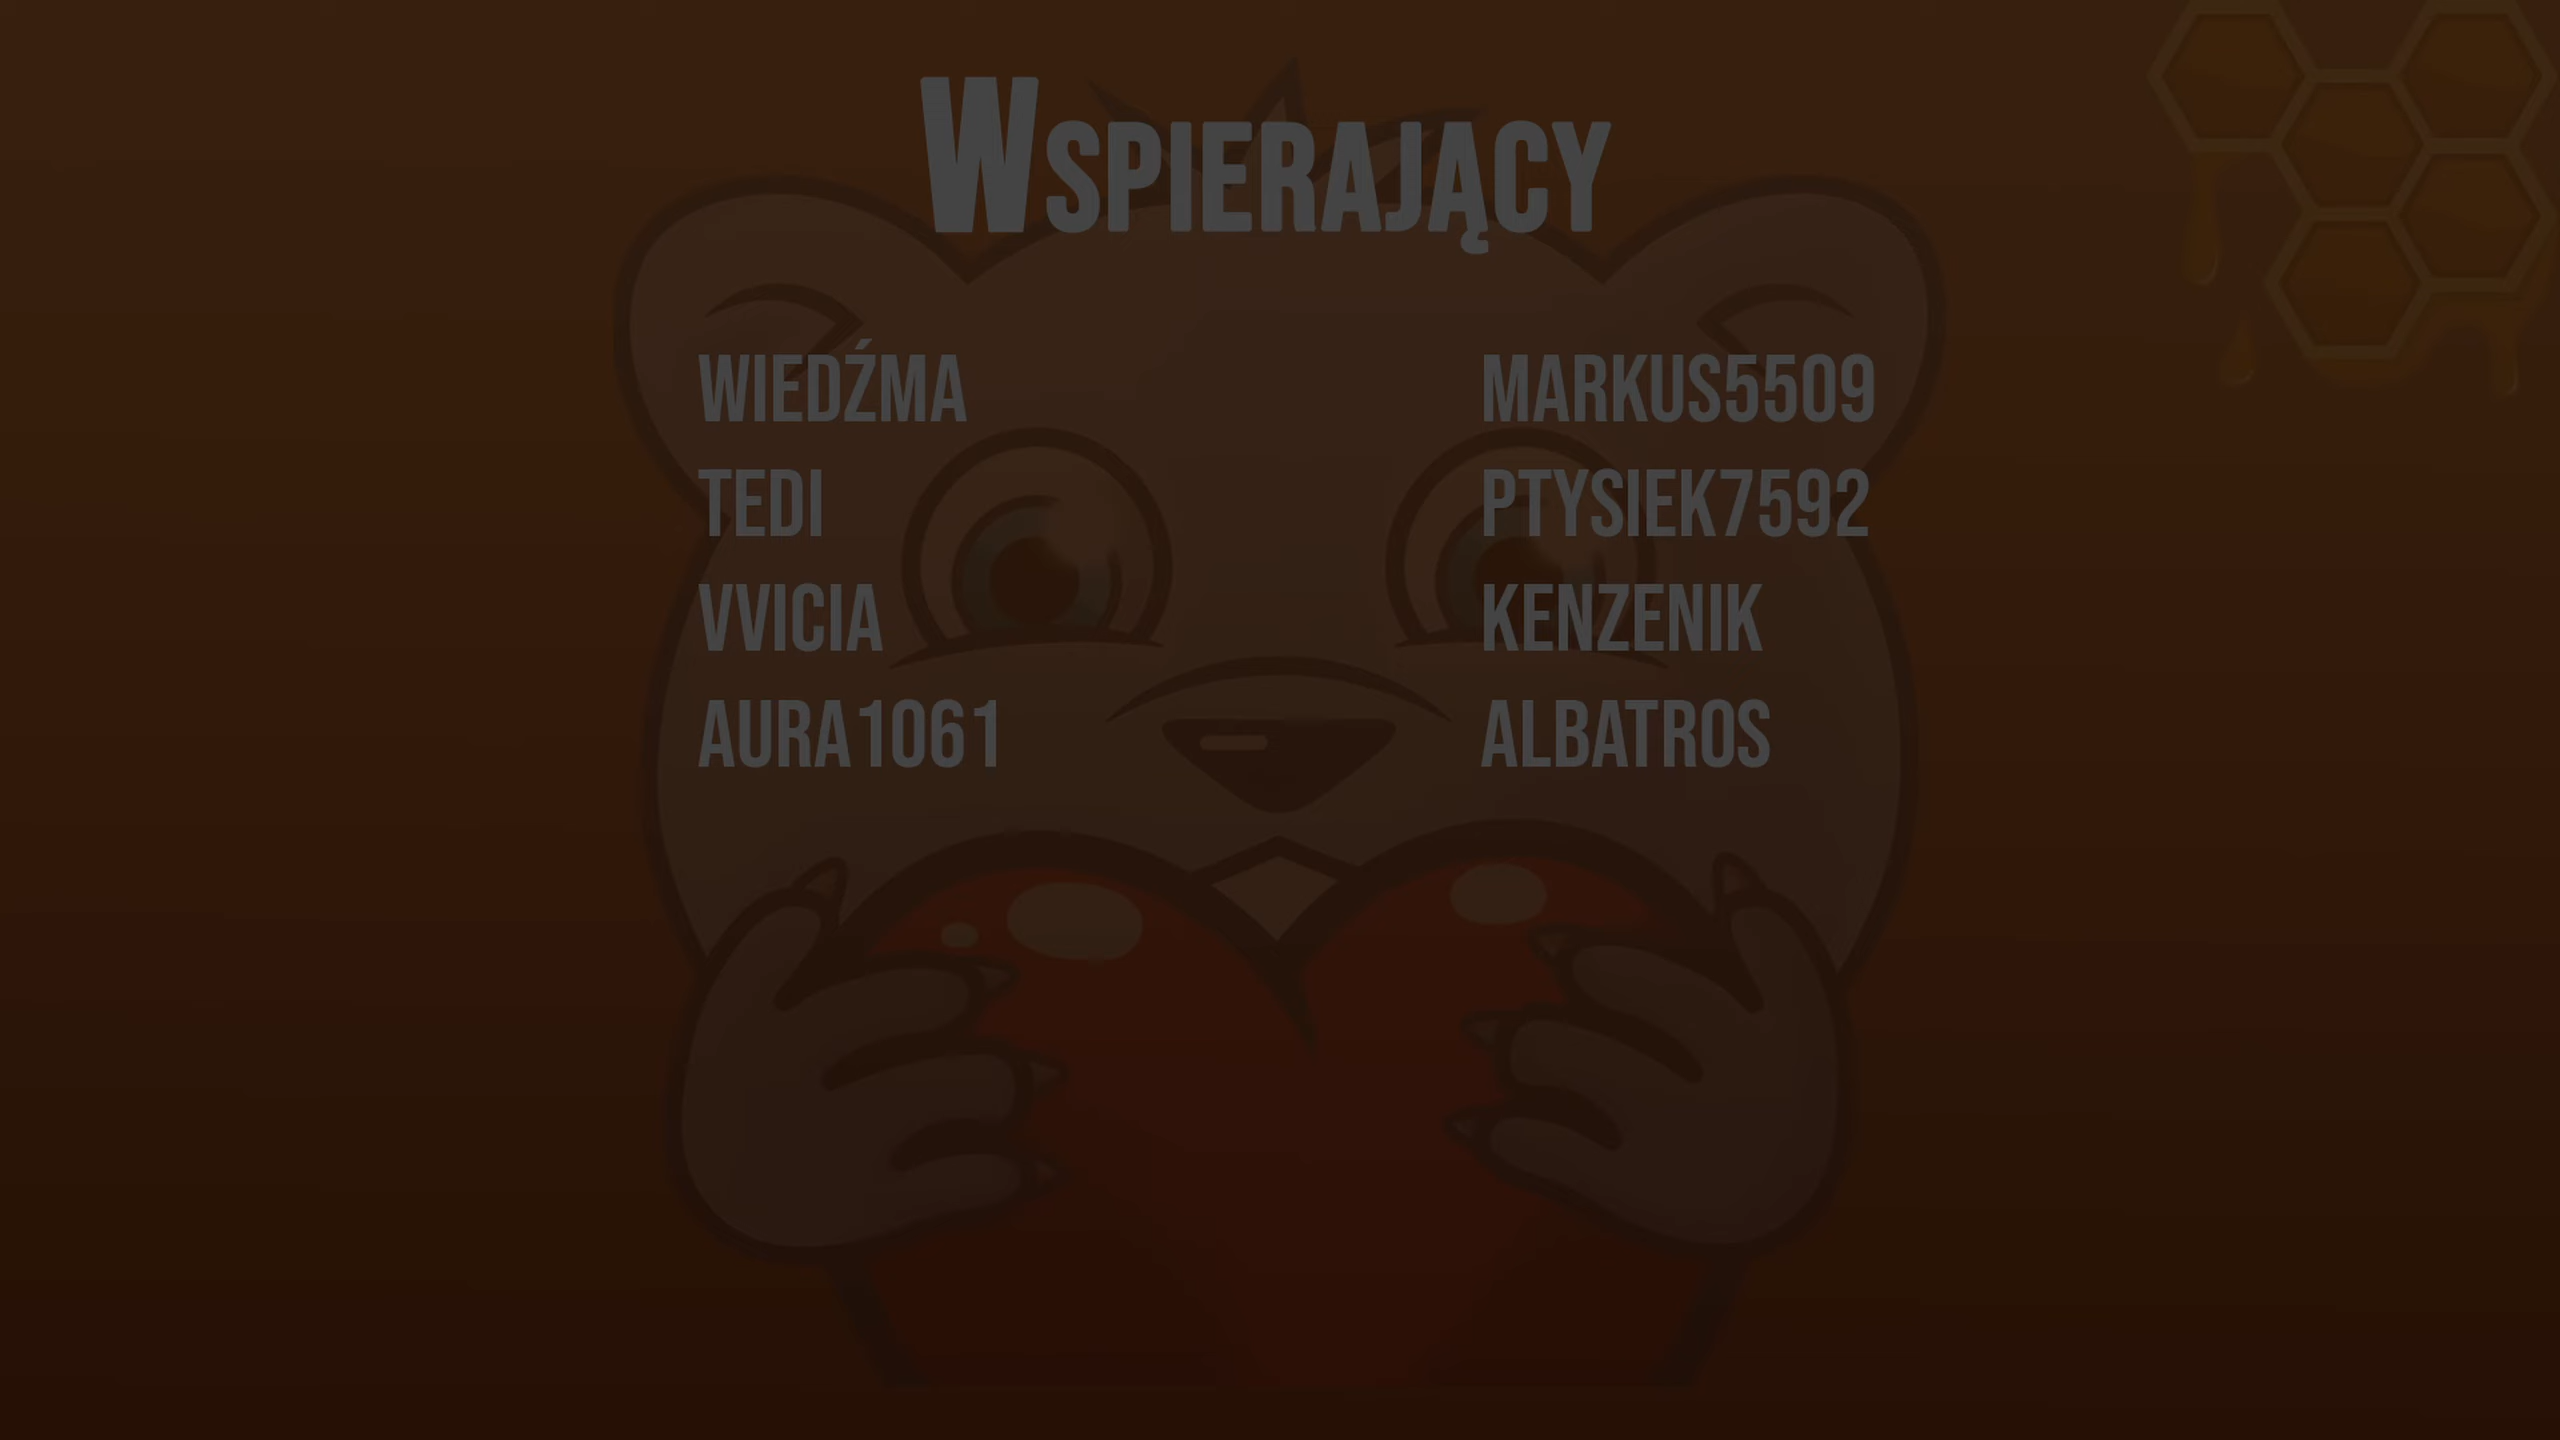 Wspierający
WIEDŹMA
TEDI
VVICIA
AURA1061
MARKUS5509
PTYSIEK7592
KENZENIK
ALBATROS